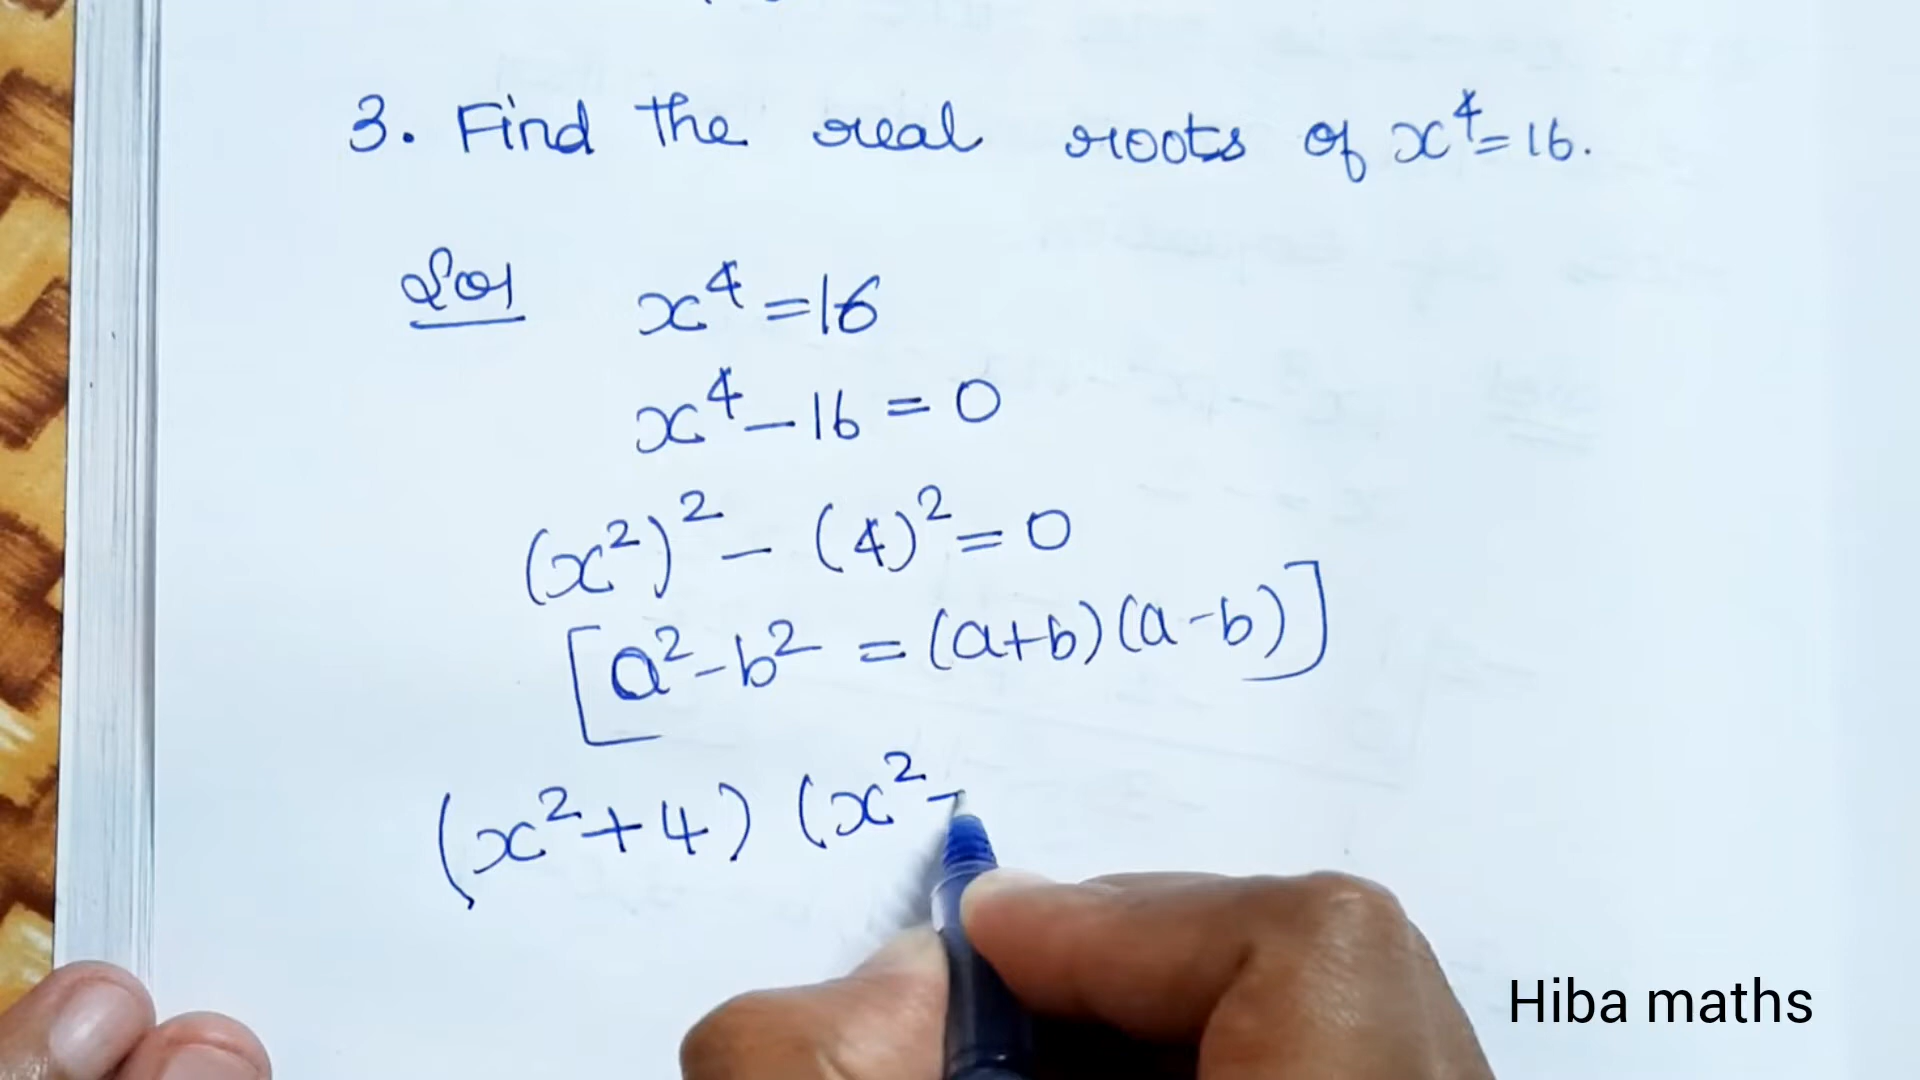 3. Find the real roots of x⁴=16.
Sol x⁴=16
x⁴-16=0
(x²)²-(4)²=0
[a²-b²=(a+b)(a-b)]
(x²+4)(x²-
Hiba maths